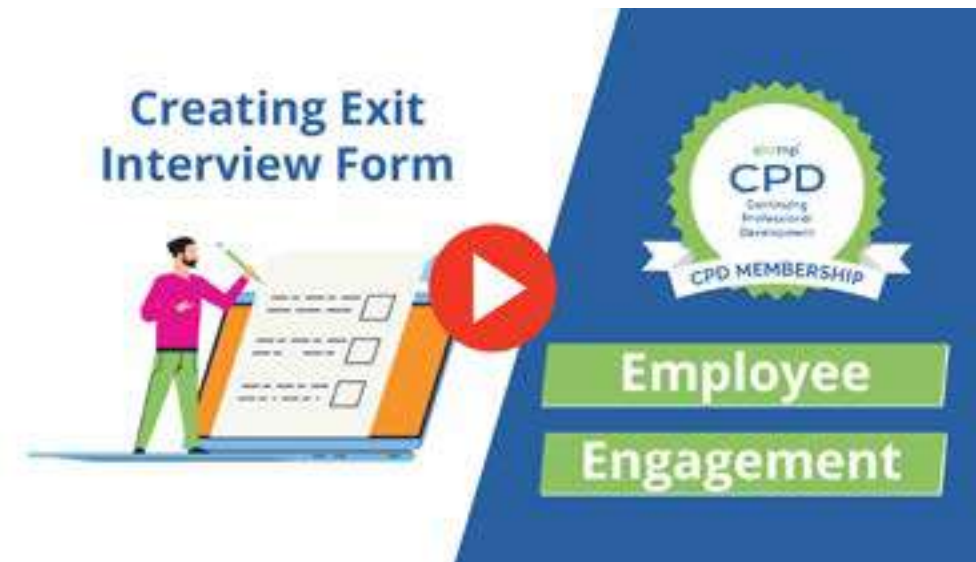 Creating Exit
Interview Form
CPD
Continuing
Professional
Development
CPD MEMBERSHIP
Employee
Engagement